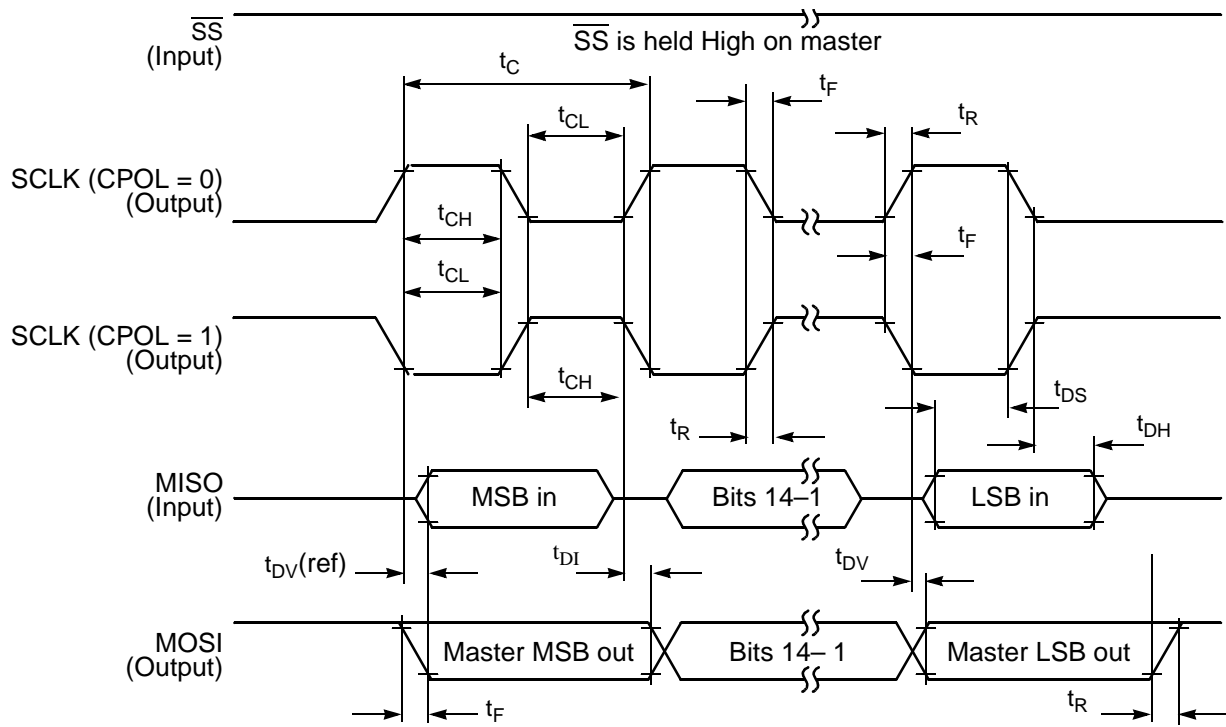 S̅S̅
(Input)
S̅S̅ is held High on master
tC
tF
tR
tCL
SCLK (CPOL = 0)
(Output)
tCH
tF
tCL
SCLK (CPOL = 1)
(Output)
tCH
tDS
tR
tDH
MISO
(Input)
MSB in
Bits 14–1
LSB in
tDV(ref)
tDI
tDV
MOSI
(Output)
Master MSB out
Bits 14– 1
Master LSB out
tF
tR